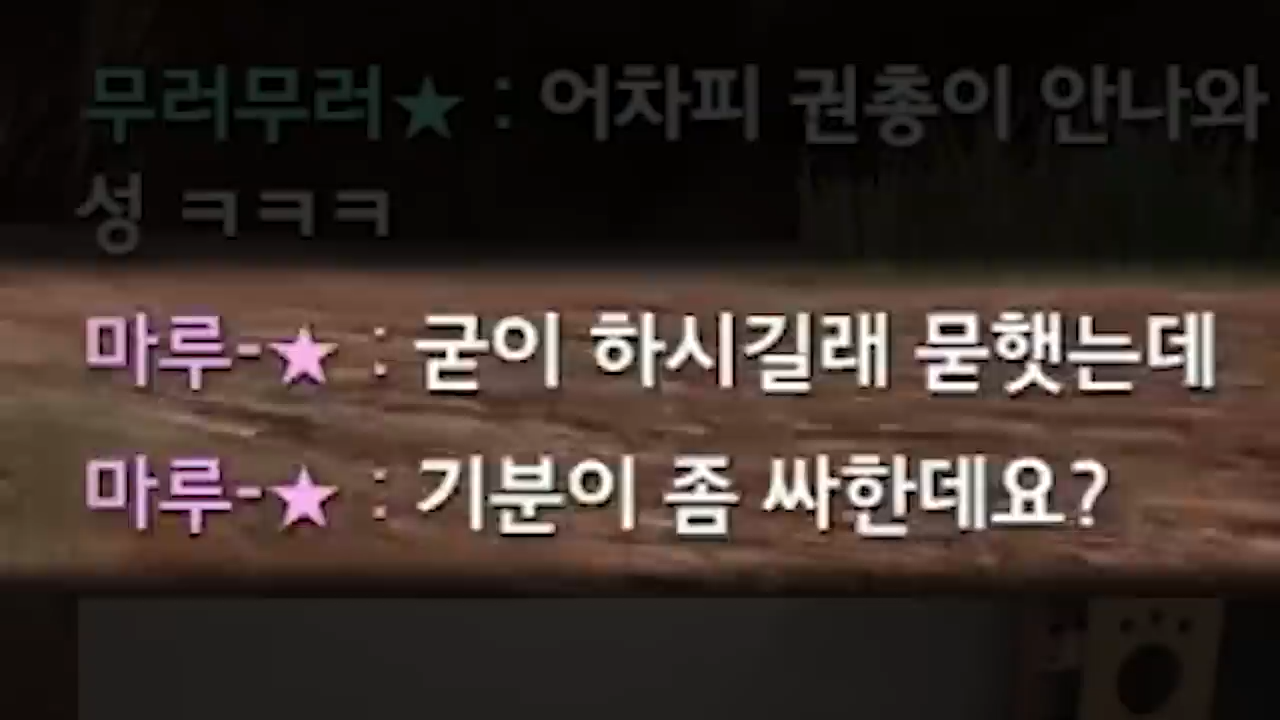 무러무러★ : 어차피 권총이 안나와
성 ㅋㅋㅋ
마루-★ : 굳이 하시길래 묻햇는데
마루-★ : 기분이 좀 싸한데요?